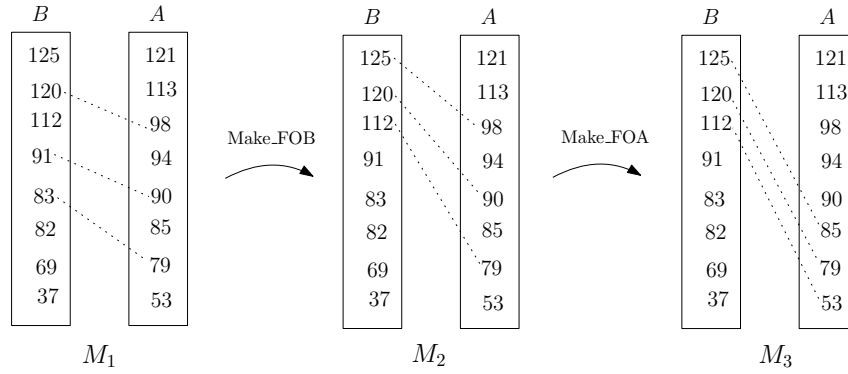 B A B A B A
125 121 125 121 125 121
120 113 120 113 120 113
112 98 112 98 112 98
Make_FOB Make_FOA
91 94 91 94 91 94
83 90 83 90 83 90
82 85 82 85 82 85
69 79 69 79 69 79
37 53 37 53 37 53
M1 M2 M3